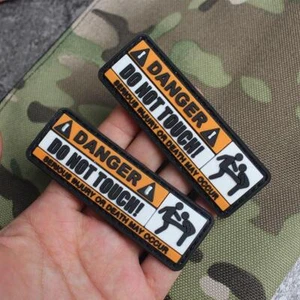 DANGER
DO NOT TOUCH!
SERIOUS INJURY OR DEATH MAY OCCUR
DANGER
DO NOT TOUCH!
SERIOUS INJURY OR DEATH MAY OCCUR